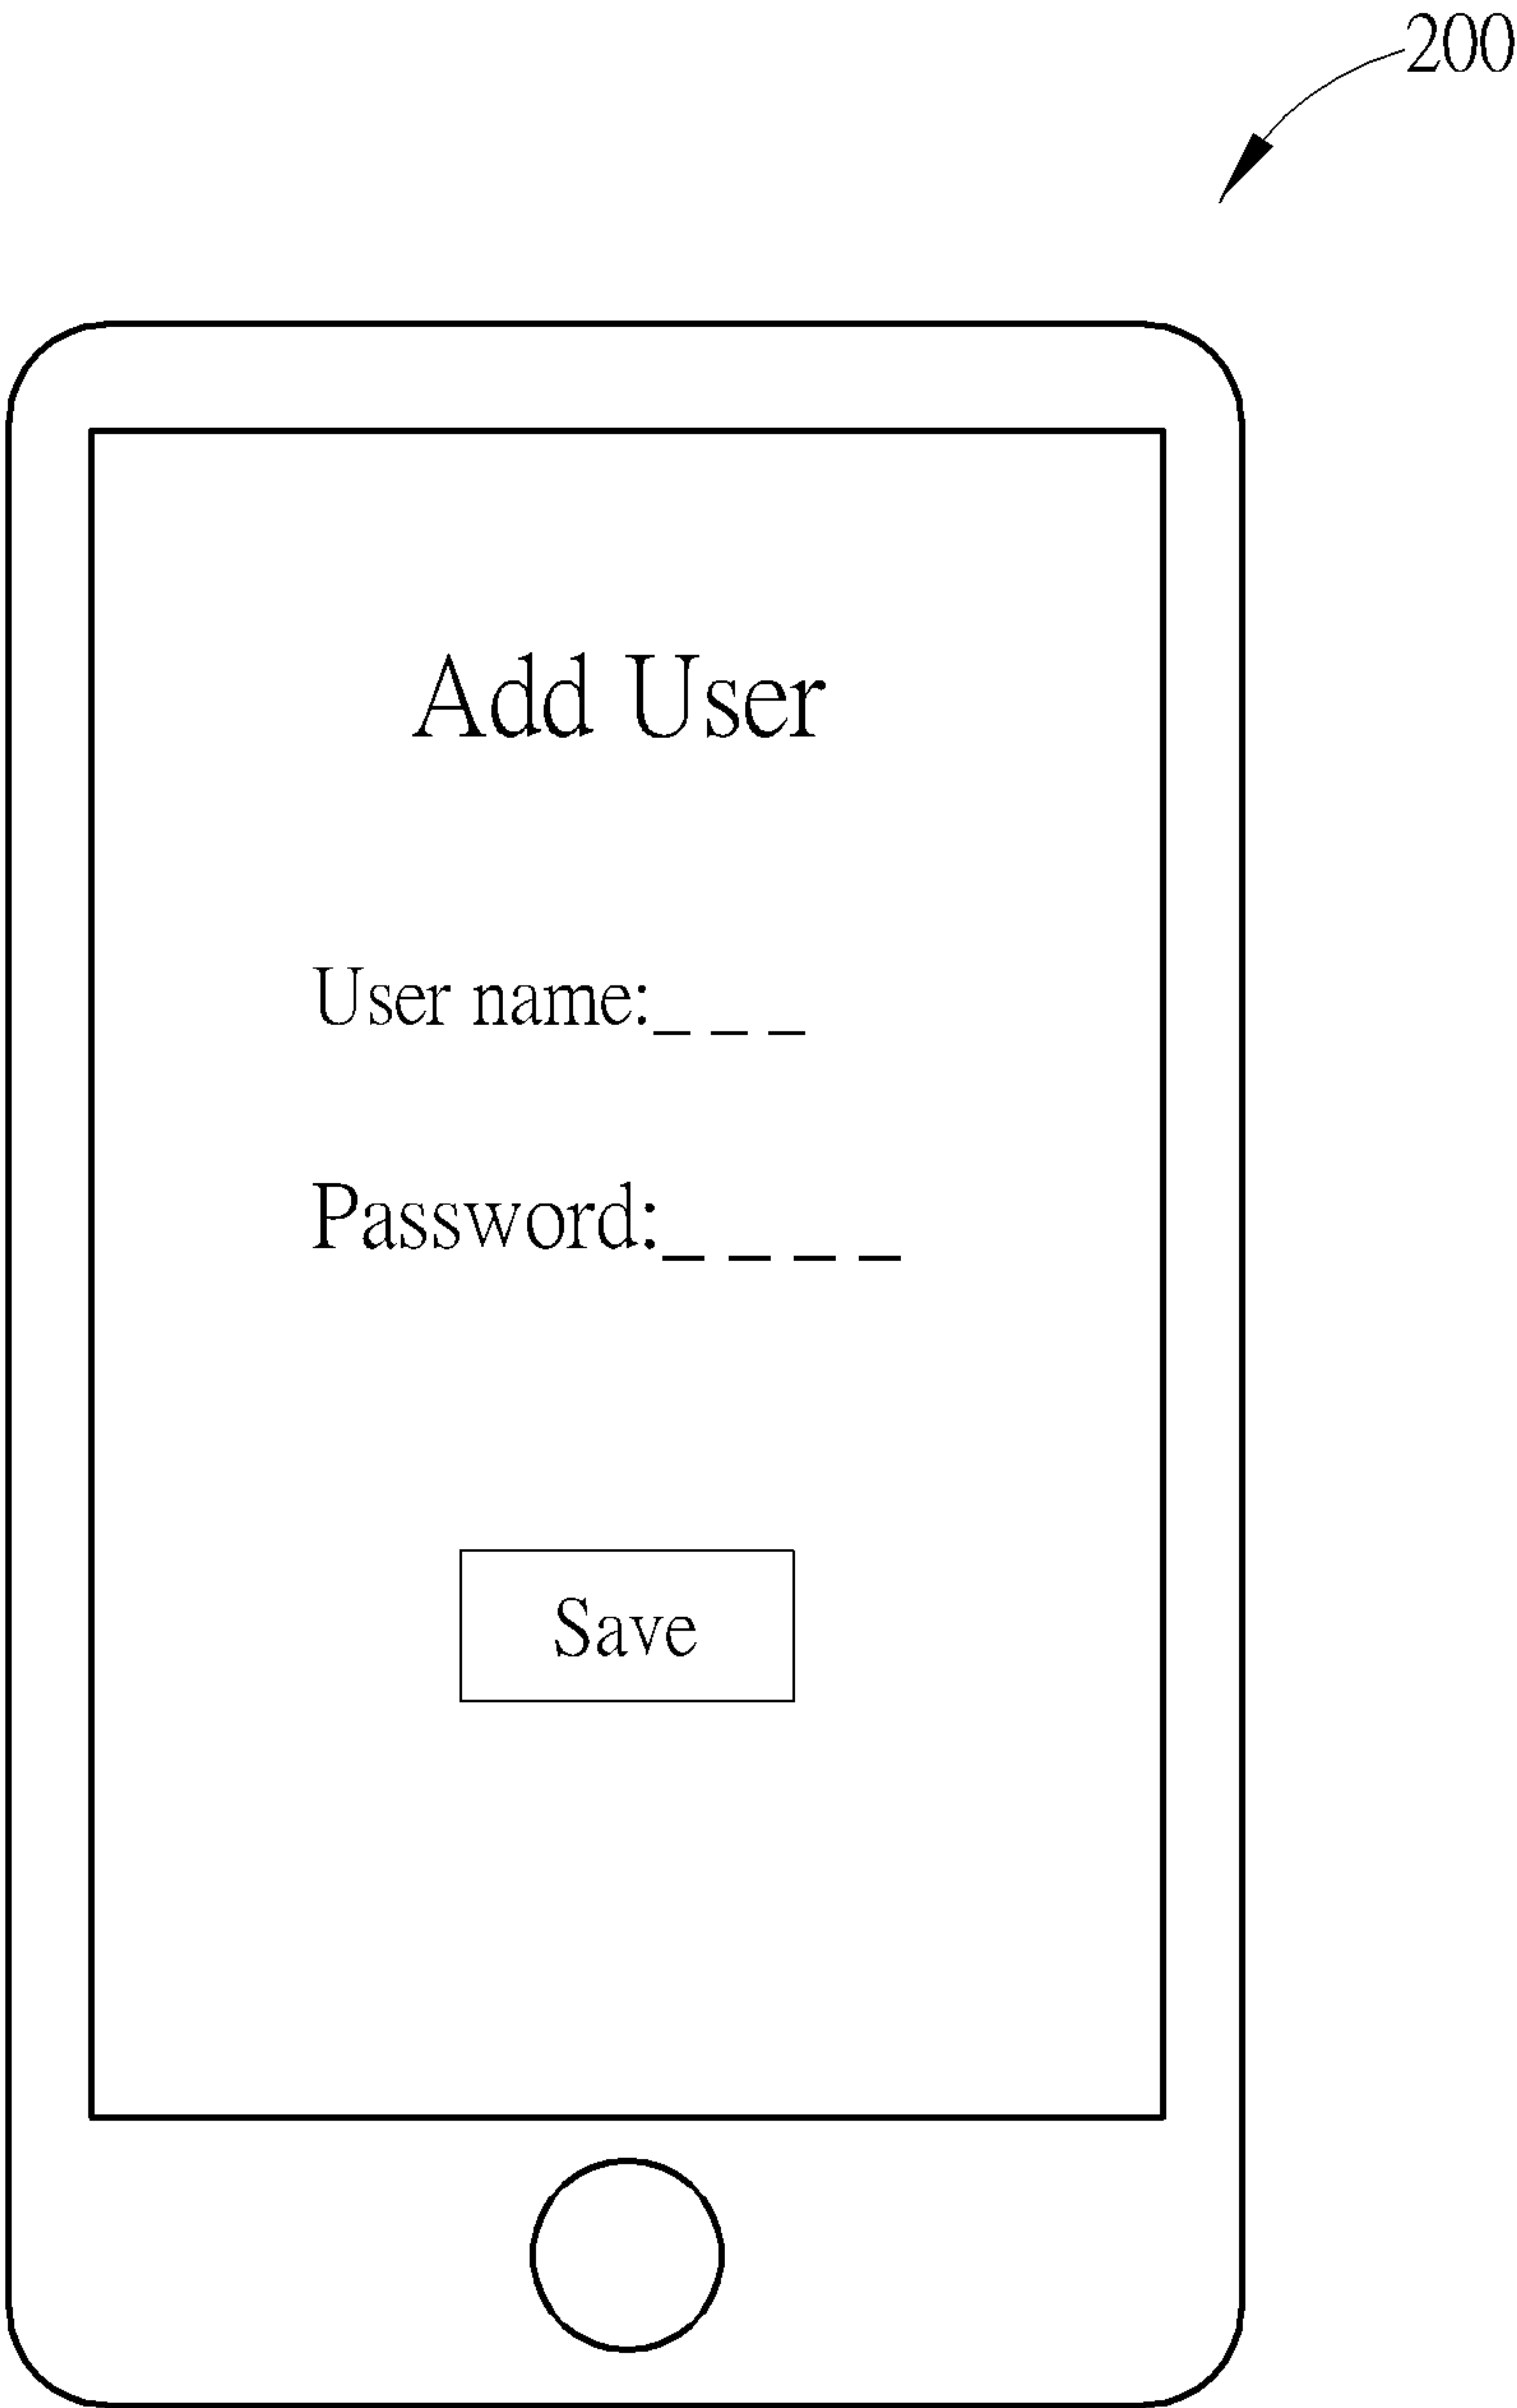 200
Add User
User name:_ _ _
Password:_ _ _ _
Save